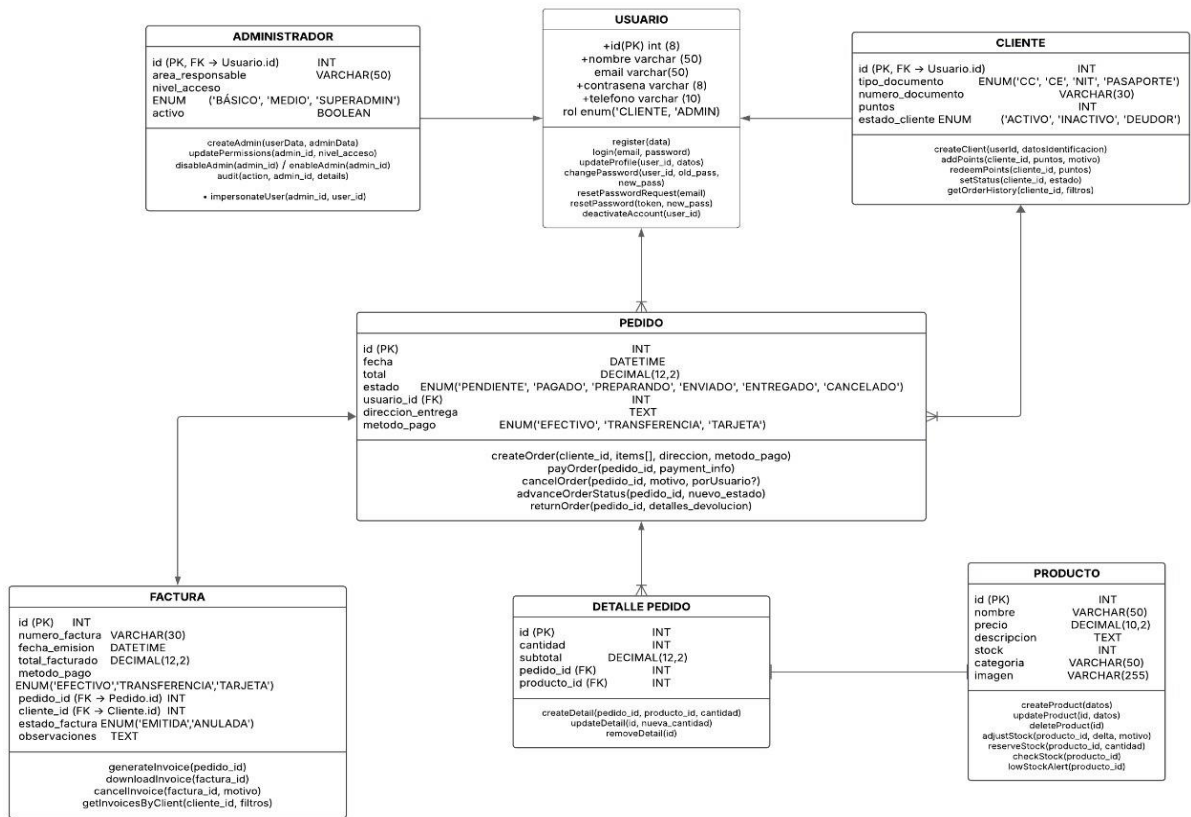 ADMINISTRADOR
id (PK, FK → Usuario.id) INT
area_responsable VARCHAR(50)
nivel_acceso
ENUM ('BÁSICO', 'MEDIO', 'SUPERADMIN')
activo BOOLEAN
createAdmin(userData, adminData)
updatePermissions(admin_id, nivel_acceso)
disableAdmin(admin_id) / enableAdmin(admin_id)
audit(action, admin_id, details)
• impersonateUser(admin_id, user_id)
USUARIO
+id(PK) int (8)
+nombre varchar (50)
email varchar(50)
+contrasena varchar (8)
+telefono varchar (10)
rol enum('CLIENTE, 'ADMIN)
register(data)
login(email, password)
updateProfile(user_id, datos)
changePassword(user_id, old_pass,
new_pass)
resetPasswordRequest(email)
resetPassword(token, new_pass)
deactivateAccount(user_id)
CLIENTE
id (PK, FK → Usuario.id) INT
tipo_documento ENUM('CC', 'CE', 'NIT', 'PASAPORTE')
numero_documento VARCHAR(30)
puntos INT
estado_cliente ENUM ('ACTIVO', 'INACTIVO', 'DEUDOR')
createClient(userId, datosIdentificacion)
addPoints(cliente_id, puntos, motivo)
redeemPoints(cliente_id, puntos)
setStatus(cliente_id, estado)
getOrderHistory(cliente_id, filtros)
PEDIDO
id (PK) INT
fecha DATETIME
total DECIMAL(12,2)
estado ENUM('PENDIENTE', 'PAGADO', 'PREPARANDO', 'ENVIADO', 'ENTREGADO', 'CANCELADO')
usuario_id (FK) INT
direccion_entrega TEXT
metodo_pago ENUM('EFECTIVO', 'TRANSFERENCIA', 'TARJETA')
createOrder(cliente_id, items[], direccion, metodo_pago)
payOrder(pedido_id, payment_info)
cancelOrder(pedido_id, motivo, porUsuario?)
advanceOrderStatus(pedido_id, nuevo_estado)
returnOrder(pedido_id, detalles_devolucion)
FACTURA
id (PK) INT
numero_factura VARCHAR(30)
fecha_emision DATETIME
total_facturado DECIMAL(12,2)
metodo_pago
ENUM('EFECTIVO','TRANSFERENCIA','TARJETA')
pedido_id (FK → Pedido.id) INT
cliente_id (FK → Cliente.id) INT
estado_factura ENUM('EMITIDA','ANULADA')
observaciones TEXT
generateInvoice(pedido_id)
downloadInvoice(factura_id)
cancelInvoice(factura_id, motivo)
getInvoicesByClient(cliente_id, filtros)
DETALLE PEDIDO
id (PK) INT
cantidad INT
subtotal DECIMAL(12,2)
pedido_id (FK) INT
producto_id (FK) INT
createDetail(pedido_id, producto_id, cantidad)
updateDetail(id, nueva_cantidad)
removeDetail(id)
PRODUCTO
id (PK) INT
nombre VARCHAR(50)
precio DECIMAL(10,2)
descripcion TEXT
stock INT
categoria VARCHAR(50)
imagen VARCHAR(255)
createProduct(datos)
updateProduct(id, datos)
deleteProduct(id)
adjustStock(producto_id, delta, motivo)
reserveStock(producto_id, cantidad)
checkStock(producto_id)
lowStockAlert(producto_id)